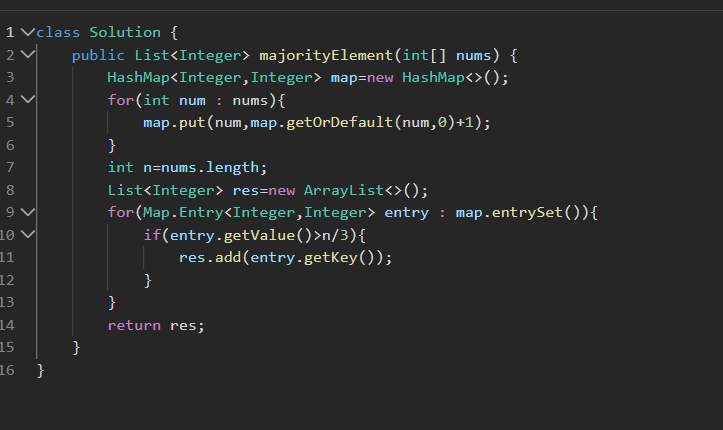 1 class Solution {
2     public List<Integer> majorityElement(int[] nums) {
3         HashMap<Integer,Integer> map=new HashMap<>();
4         for(int num : nums){
5             map.put(num,map.getOrDefault(num,0)+1);
6         }
7         int n=nums.length;
8         List<Integer> res=new ArrayList<>();
9         for(Map.Entry<Integer,Integer> entry : map.entrySet()){
10             if(entry.getValue()>n/3){
11                 res.add(entry.getKey());
12             }
13         }
14         return res;
15     }
16 }